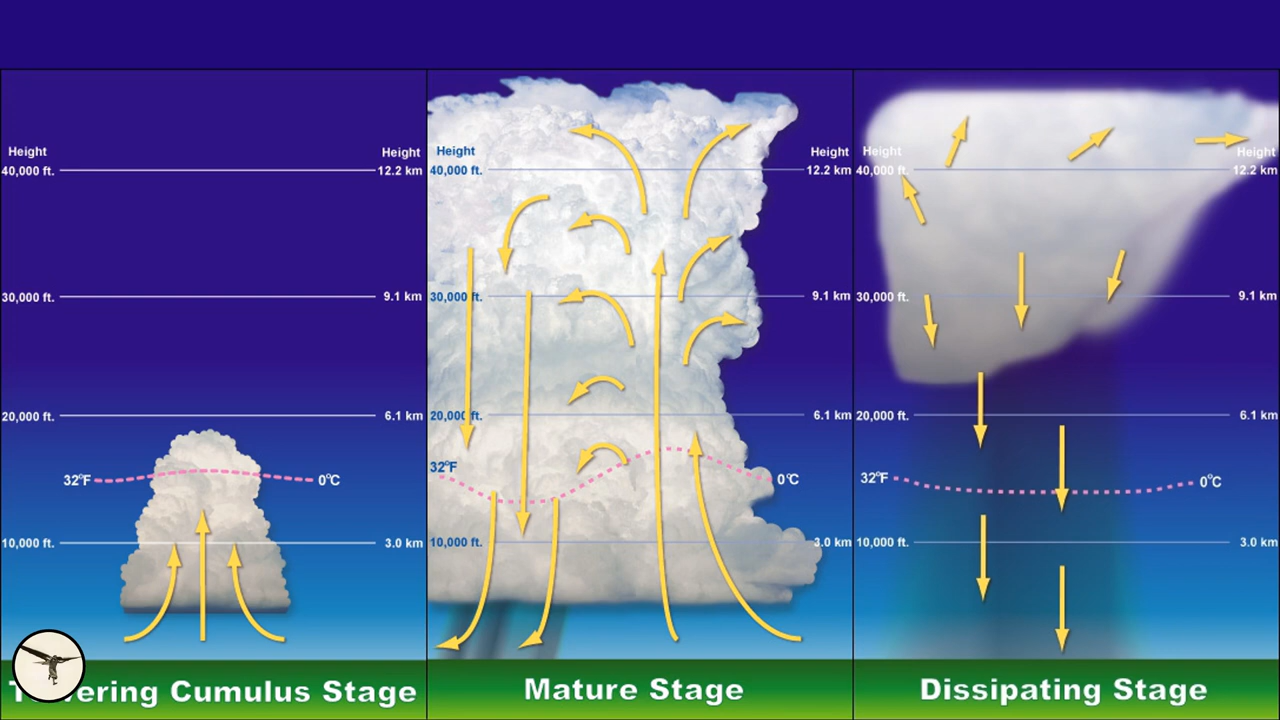 Height
Height
40,000 ft.
12.2 km
30,000 ft.
9.1 km
20,000 ft.
6.1 km
32°F
0°C
10,000 ft.
3.0 km
Cumulus Stage
Height
Height
40,000 ft.
12.2 km
30,000 ft.
9.1 km
20,000 ft.
6.1 km
32°F
0°C
10,000 ft.
3.0 km
Mature Stage
Height
Height
40,000 ft.
12.2 km
30,000 ft.
9.1 km
20,000 ft.
6.1 km
32°F
0°C
10,000 ft.
3.0 km
Dissipating Stage